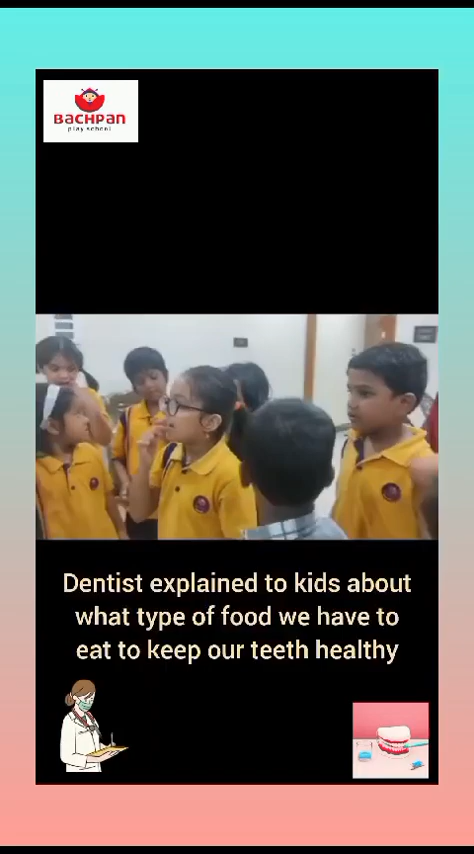 BACHPAN
play school
Dentist explained to kids about
what type of food we have to
eat to keep our teeth healthy